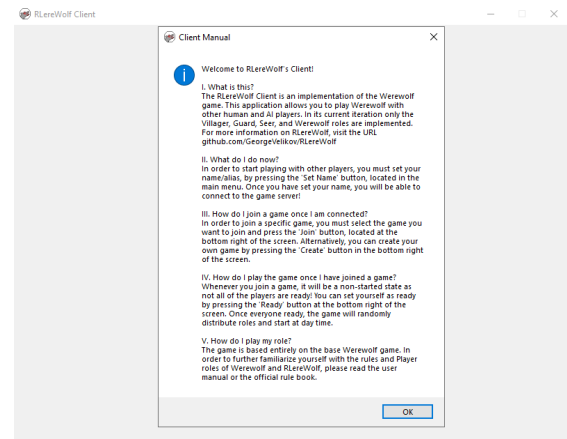 RLereWolf Client
Client Manual
Welcome to RLereWolf's Client!
I. What is this?
The RLereWolf Client is an implementation of the Werewolf
game. This application allows you to play Werewolf with
other human and AI players. In its current iteration only the
Villager, Guard, Seer, and Werewolf roles are implemented.
For more information on RLereWolf, visit the URL
github.com/GeorgeVelikov/RLereWolf
II. What do I do now?
In order to start playing with other players, you must set your
name/alias, by pressing the 'Set Name' button, located in the
main menu. Once you have set your name, you will be able to
connect to the game server!
III. How do I join a game once I am connected?
In order to join a specific game, you must select the game you
want to join and press the 'Join' button, located at the
bottom right of the screen. Alternatively, you can create your
own game by pressing the 'Create' button in the bottom right
of the screen.
IV. How do I play the game once I have joined a game?
Whenever you join a game, it will be a non-started state as
not all of the players are ready! You can set yourself as ready
by pressing the 'Ready' button at the bottom right of the
screen. Once everyone ready, the game will randomly
distribute roles and start at day time.
V. How do I play my role?
The game is based entirely on the base Werewolf game. In
order to further familiarize yourself with the rules and Player
roles of Werewolf and RLereWolf, please read the user
manual or the official rule book.
OK